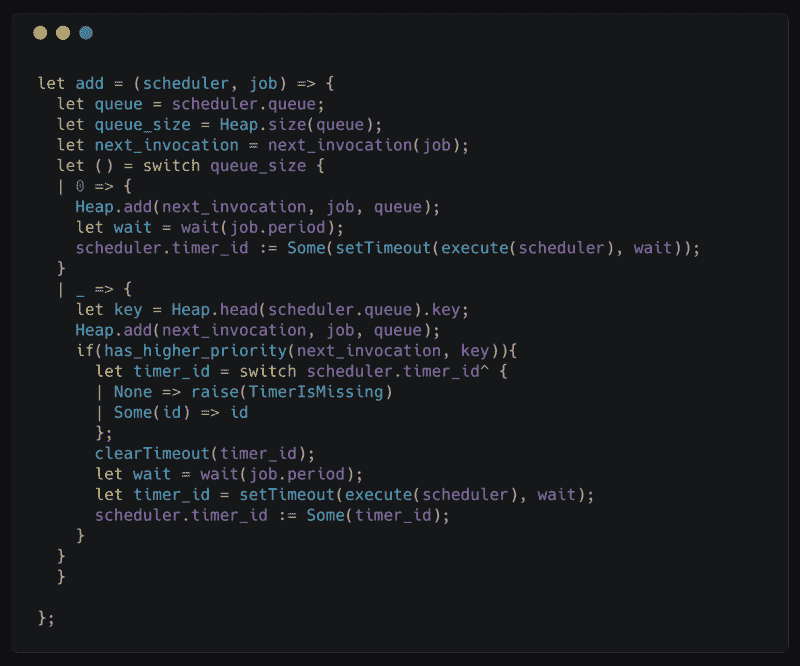 let add = (scheduler, job) => {
  let queue = scheduler.queue;
  let queue_size = Heap.size(queue);
  let next_invocation = next_invocation(job);
  let () = switch queue_size {
  | 0 => {
    Heap.add(next_invocation, job, queue);
    let wait = wait(job.period);
    scheduler.timer_id := Some(setTimeout(execute(scheduler), wait));
  }
  | _ => {
    let key = Heap.head(scheduler.queue).key;
    Heap.add(next_invocation, job, queue);
    if(has_higher_priority(next_invocation, key)){
      let timer_id = switch scheduler.timer_id^ {
      | None => raise(TimerIsMissing)
      | Some(id) => id
      };
      clearTimeout(timer_id);
      let wait = wait(job.period);
      let timer_id = setTimeout(execute(scheduler), wait);
      scheduler.timer_id := Some(timer_id);
    }
  }
  }
};